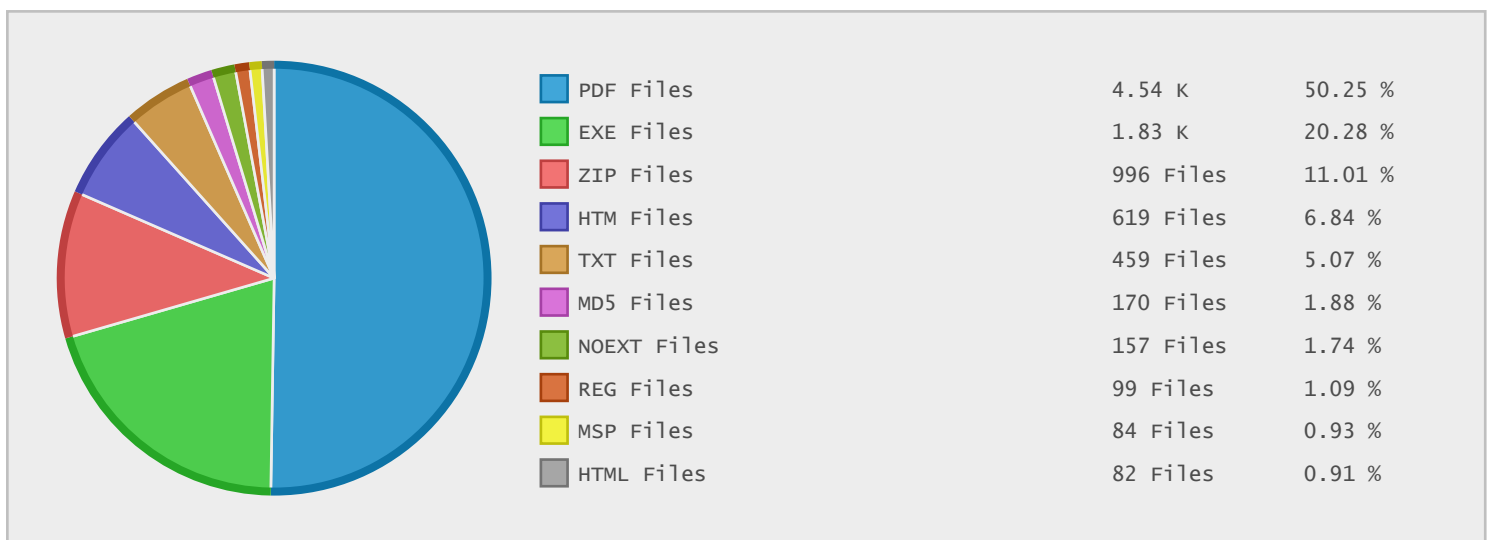 PDF Files 4.54 K 50.25 %
EXE Files 1.83 K 20.28 %
ZIP Files 996 Files 11.01 %
HTM Files 619 Files 6.84 %
TXT Files 459 Files 5.07 %
MD5 Files 170 Files 1.88 %
NOEXT Files 157 Files 1.74 %
REG Files 99 Files 1.09 %
MSP Files 84 Files 0.93 %
HTML Files 82 Files 0.91 %